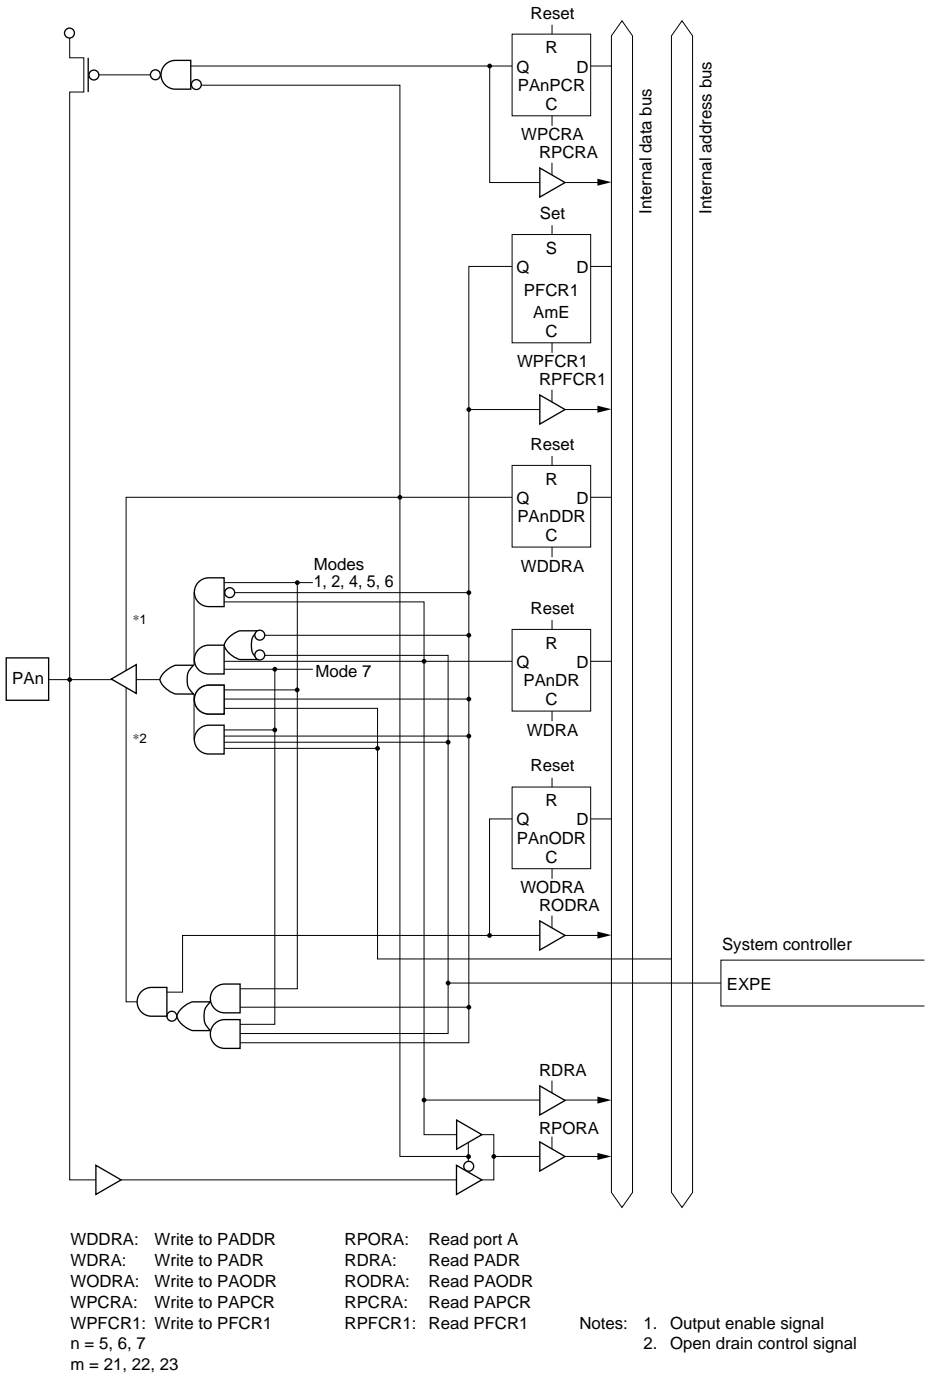 Reset
R
Q D
PAnPCR
C
WPCRA
RPCRA
Internal data bus
Internal address bus
Set
S
Q D
PFCR1
AmE
C
WPFCR1
RPFCR1
Reset
R
Q D
PAnDDR
C
WDDRA
Modes
1, 2, 4, 5, 6
*1
Reset
R
Q D
PAnDR
C
WDRA
Mode 7
PAn
*2
Reset
R
Q D
PAnODR
C
WODRA
RODRA
System controller
EXPE
RDRA
RPORA
WDDRA: Write to PADDR RPORA: Read port A
WDRA: Write to PADR RDRA: Read PADR
WODRA: Write to PAODR RODRA: Read PAODR
WPCRA: Write to PAPCR RPCRA: Read PAPCR
WPFCR1: Write to PFCR1 RPFCR1: Read PFCR1 Notes: 1. Output enable signal
n = 5, 6, 7 2. Open drain control signal
m = 21, 22, 23